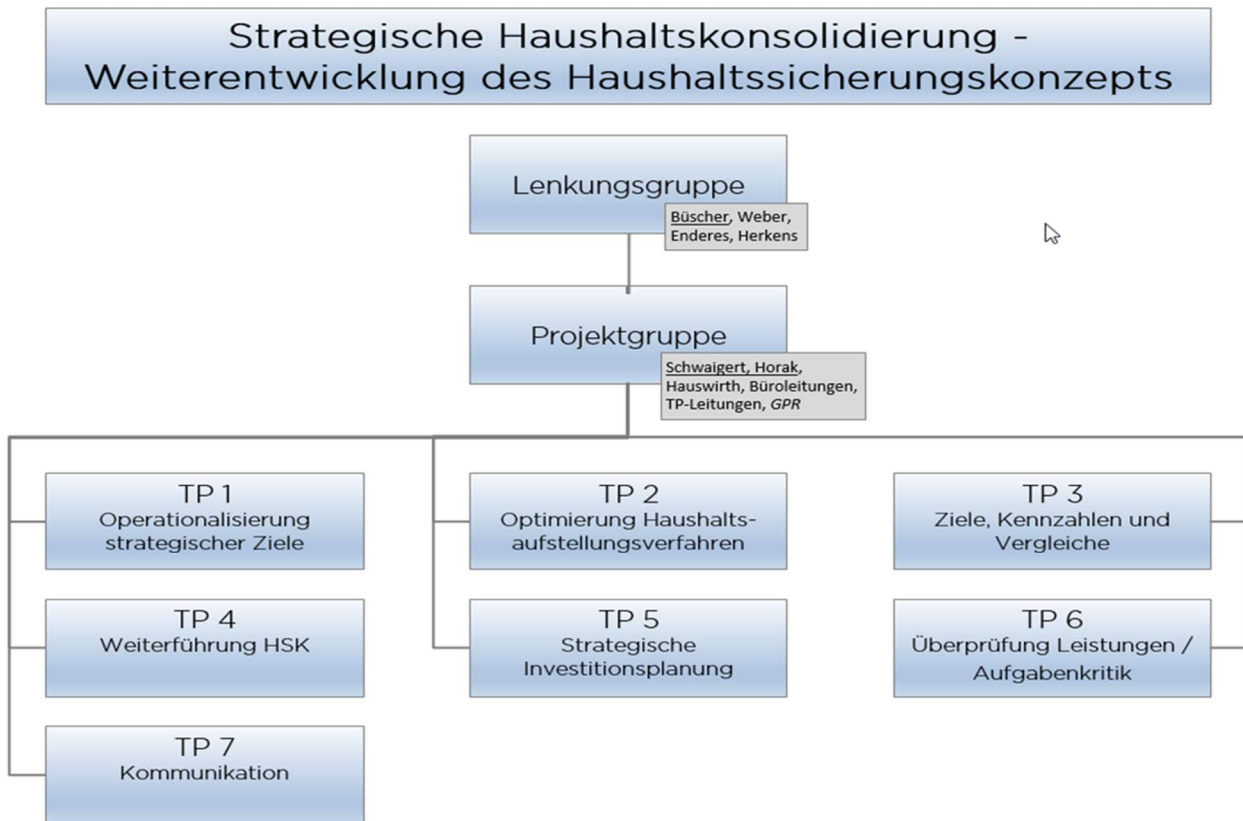 Strategische Haushaltskonsolidierung -
Weiterentwicklung des Haushaltssicherungskonzepts
Lenkungsgruppe
Büscher, Weber,
Enderes, Herkens
Projektgruppe
Schwaigert, Horak,
Hauswirth, Büroleitungen,
TP-Leitungen, GPR
TP 1
Operationalisierung
strategischer Ziele
TP 2
Optimierung Haushalts-
aufstellungsverfahren
TP 3
Ziele, Kennzahlen und
Vergleiche
TP 4
Weiterführung HSK
TP 5
Strategische
Investitionsplanung
TP 6
Überprüfung Leistungen /
Aufgabenkritik
TP 7
Kommunikation